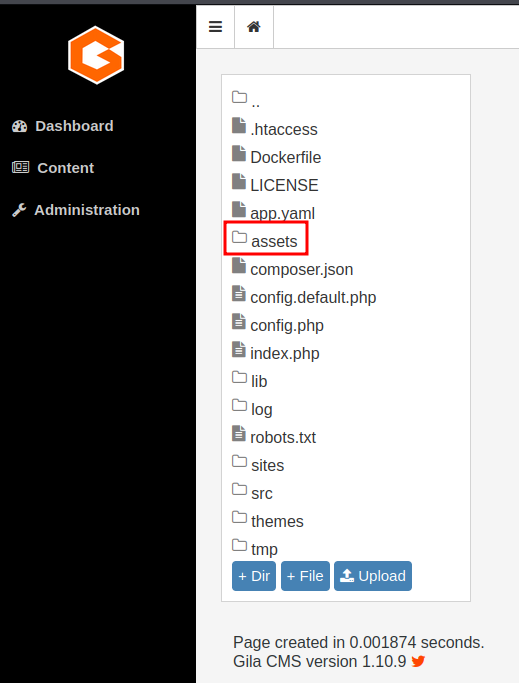 Dashboard
Content
Administration
..
.htaccess
Dockerfile
LICENSE
app.yaml
assets
composer.json
config.default.php
config.php
index.php
lib
log
robots.txt
sites
src
themes
tmp
+ Dir + File Upload
Page created in 0.001874 seconds.
Gila CMS version 1.10.9